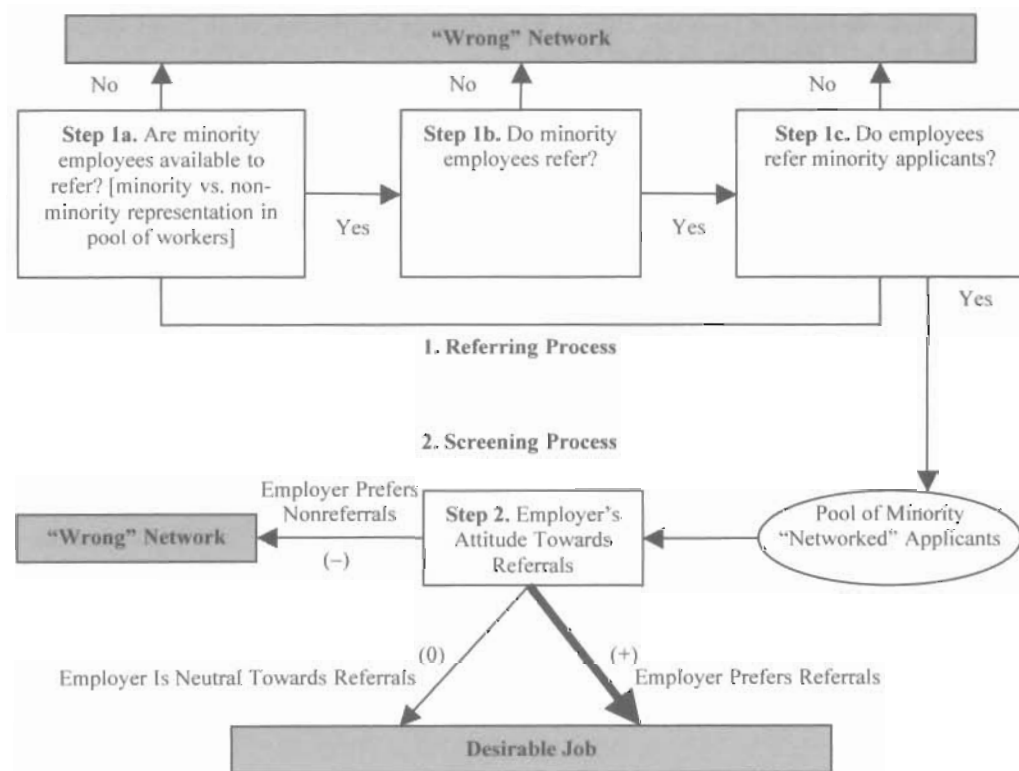 “Wrong” Network
No
No
No
Step 1a. Are minority
employees available to
refer? [minority vs. non-
minority representation in
pool of workers]
Yes
Step 1b. Do minority
employees refer?
Yes
Step 1c. Do employees
refer minority applicants?
Yes
1. Referring Process
2. Screening Process
Employer Prefers
Nonreferrals
“Wrong” Network
(−)
Step 2. Employer's
Attitude Towards
Referrals
Pool of Minority
“Networked” Applicants
(0)
(+)
Employer Is Neutral Towards Referrals
Employer Prefers Referrals
Desirable Job